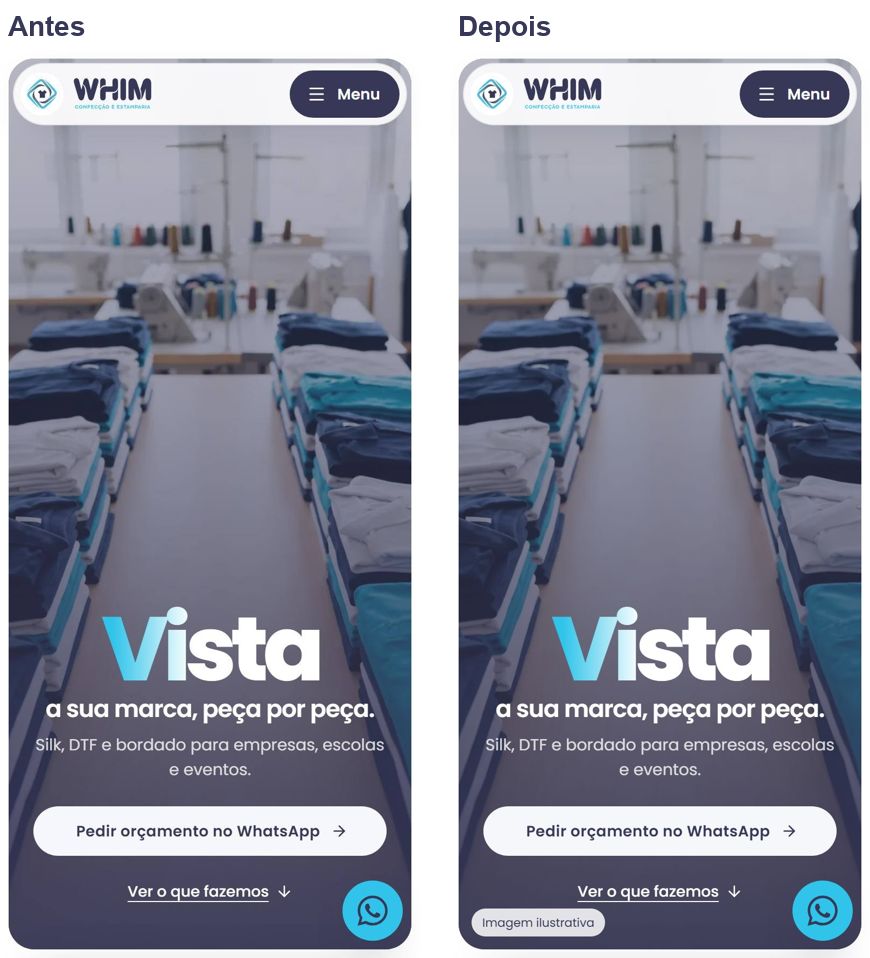 Antes
WHIM
CONFECÇÃO E ESTAMPARIA
Menu
Vista
a sua marca, peça por peça.
Silk, DTF e bordado para empresas, escolas
e eventos.
Pedir orçamento no WhatsApp →
Ver o que fazemos ↓
Depois
WHIM
CONFECÇÃO E ESTAMPARIA
Menu
Vista
a sua marca, peça por peça.
Silk, DTF e bordado para empresas, escolas
e eventos.
Pedir orçamento no WhatsApp →
Ver o que fazemos ↓
Imagem ilustrativa